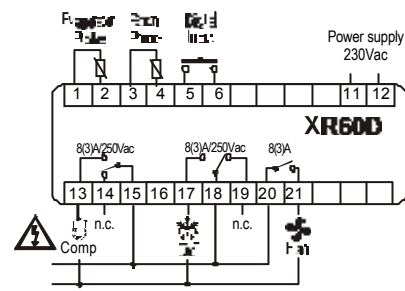 Power supply
230Vac
1 2 3 4 5 6 11 12
XR60D
8(3)A/250Vac 8(3)A/250Vac 8(3)A
13 14 15 16 17 18 19 20 21
n.c. n.c.
Comp